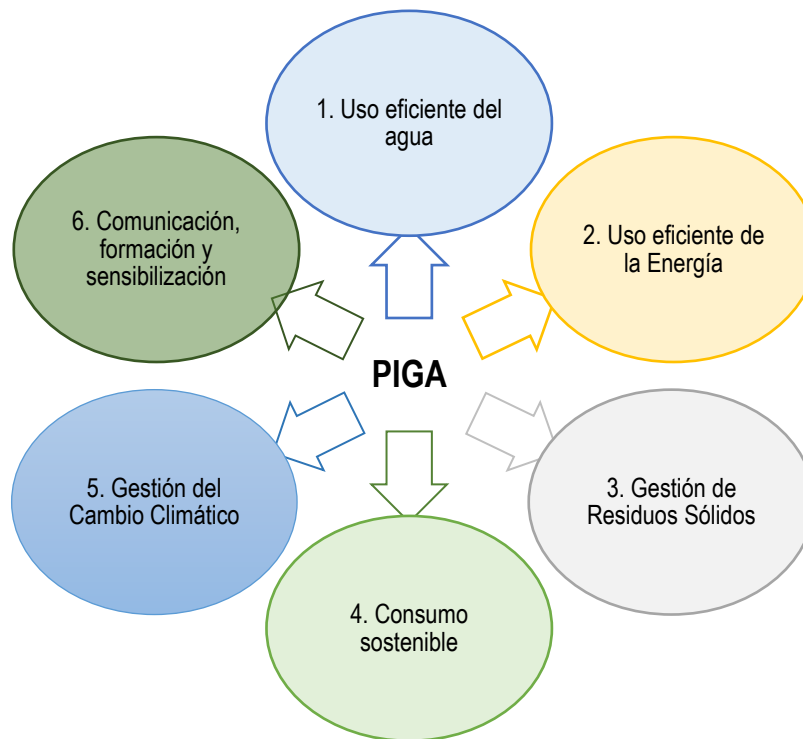 1. Uso eficiente del
agua
2. Uso eficiente de
la Energía
3. Gestión de
Residuos Sólidos
4. Consumo
sostenible
5. Gestión del
Cambio Climático
6. Comunicación,
formación y
sensibilización
PIGA